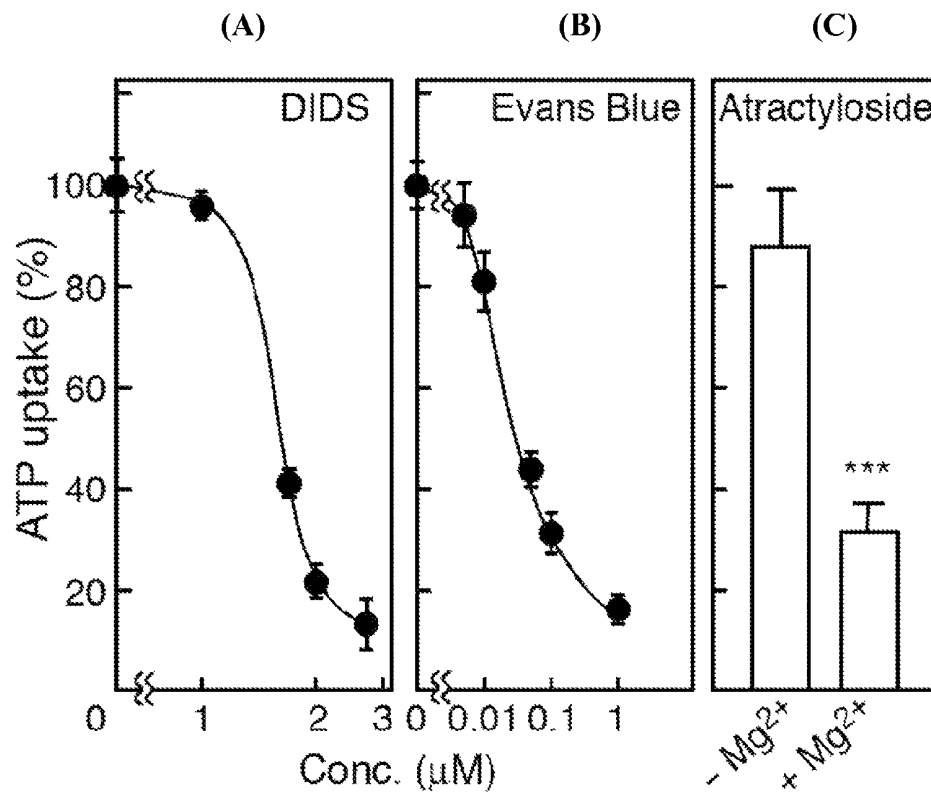 (A) (B) (C)
DIDS Evans Blue Atractyloside
100
80
60
40
20
ATP uptake (%)
0 1 2 3 0 0.01 0.1 1
Conc. (μM)
- Mg²⁺
+ Mg²⁺
***